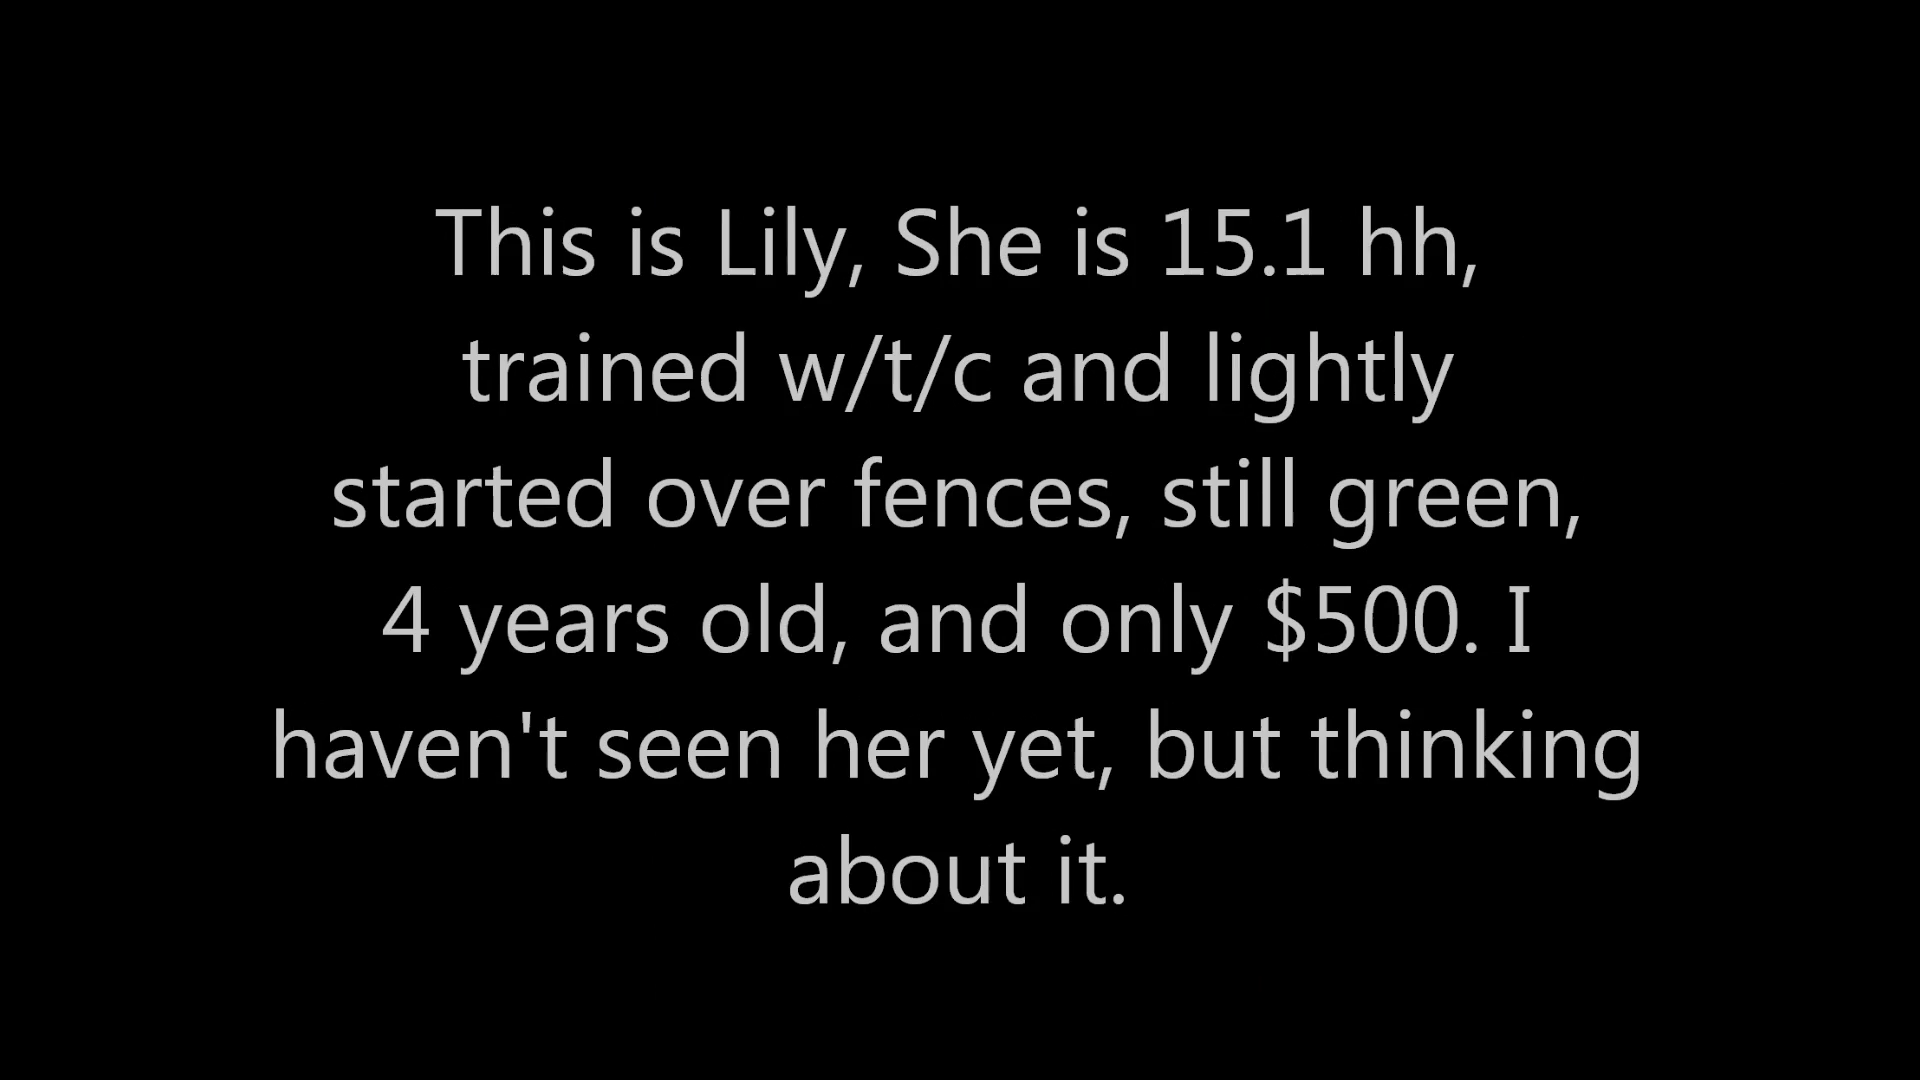 This is Lily, She is 15.1 hh,
trained w/t/c and lightly
started over fences, still green,
4 years old, and only $500. I
haven't seen her yet, but thinking
about it.